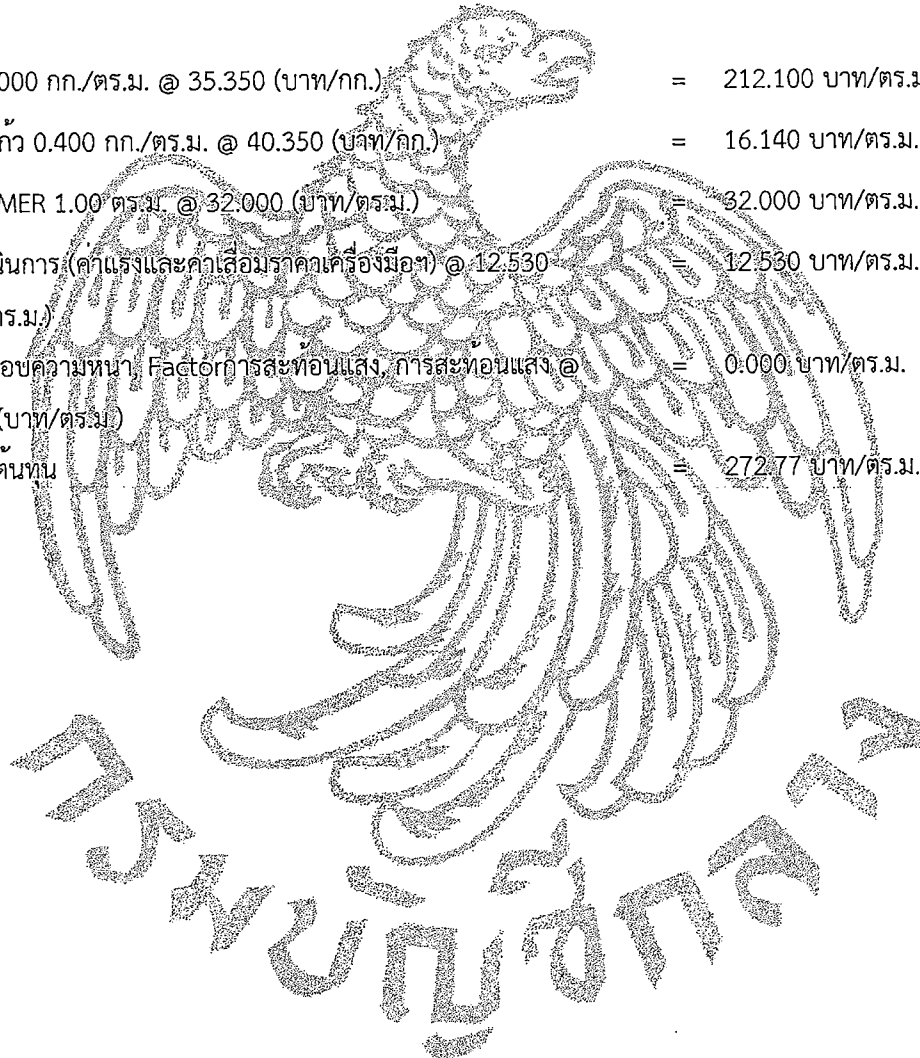 000 กก./ตร.ม. @ 35.350 (บาท/กก.) = 212.100 บาท/ตร.ม
ก้ว 0.400 กก./ตร.ม. @ 40.350 (บาท/กก.) = 16.140 บาท/ตร.ม.
MER 1.00 ตร.ม. @ 32.000 (บาท/ตร.ม.) = 32.000 บาท/ตร.ม.
นินการ (ค่าแรงและค่าเสื่อมราคาเครื่องมือฯ) @ 12.530 = 12.530 บาท/ตร.ม.
ตร.ม.)
อบความหนา, Factorการสะท้อนแสง, การสะท้อนแสง @ = 0.000 บาท/ตร.ม.
(บาท/ตร.ม.)
ต้นทุน = 272.77 บาท/ตร.ม.
กรมบัญชีกลาง